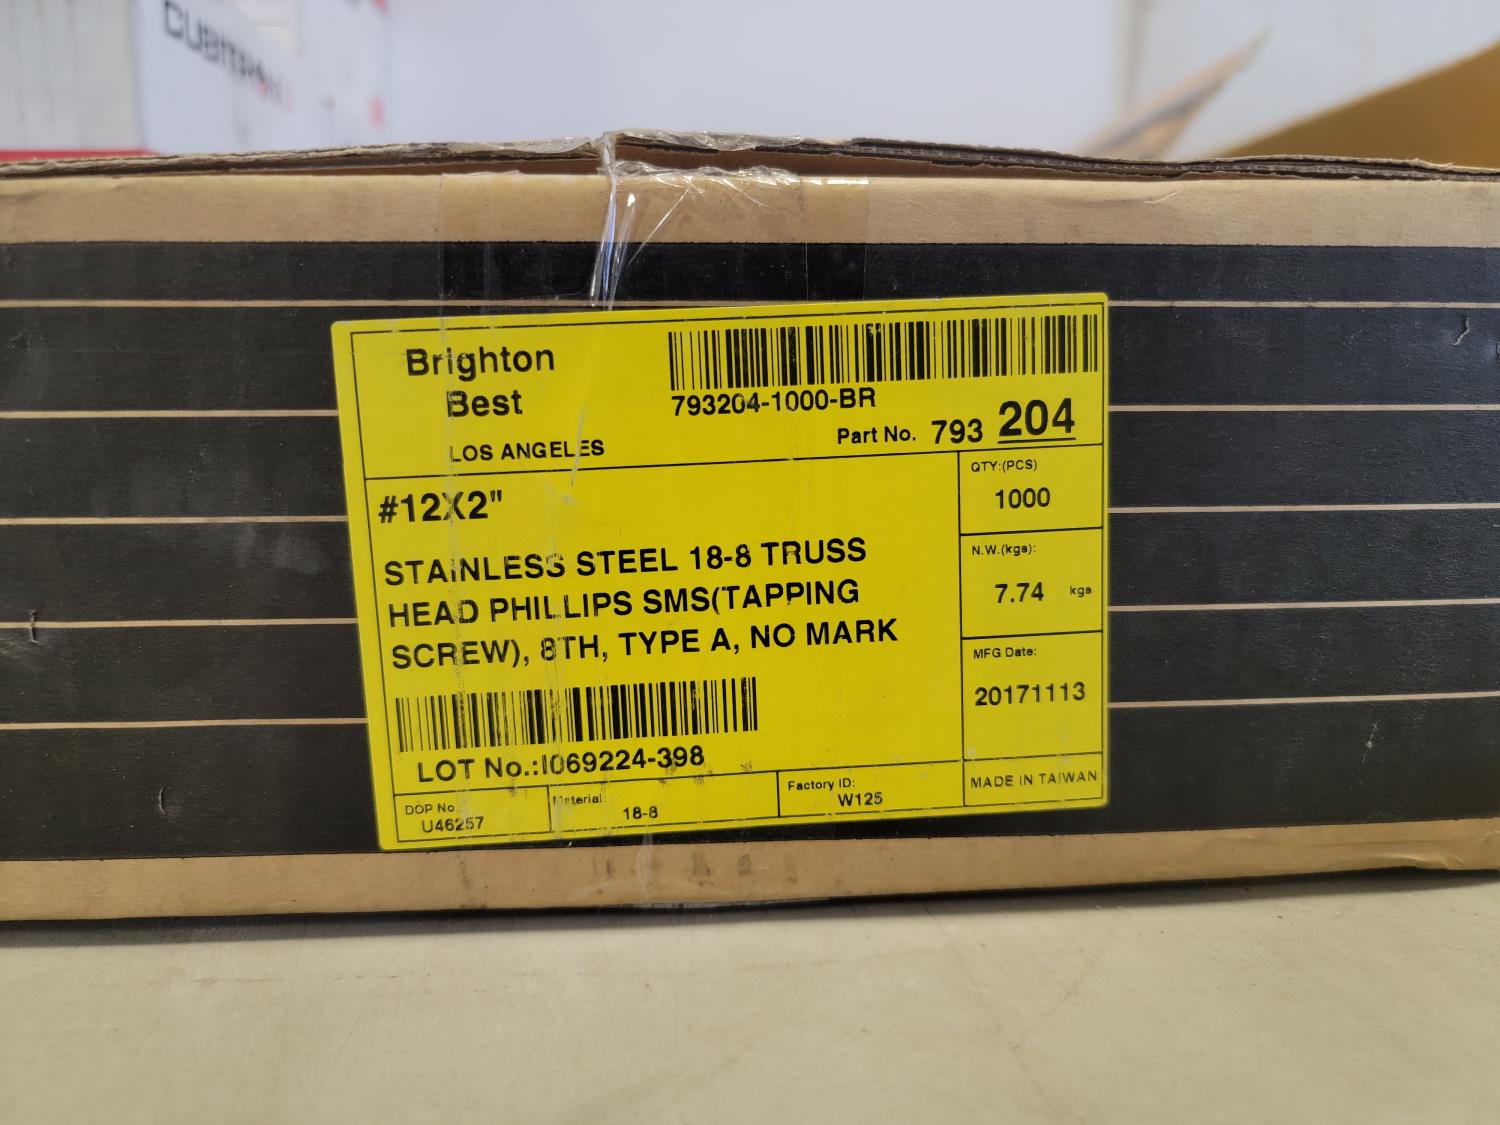 CUBITRON
Brighton
Best
LOS ANGELES
793204-1000-BR
Part No. 793 204
#12X2"
STAINLESS STEEL 18-8 TRUSS
HEAD PHILLIPS SMS(TAPPING
SCREW), 8TH, TYPE A, NO MARK
QTY:(PCS)
1000
N.W.(kgs):
7.74 kgs
MFG Date:
20171113
LOT No.:I069224-398
DOP No.
U46257
Material:
18-8
Factory ID:
W125
MADE IN TAIWAN